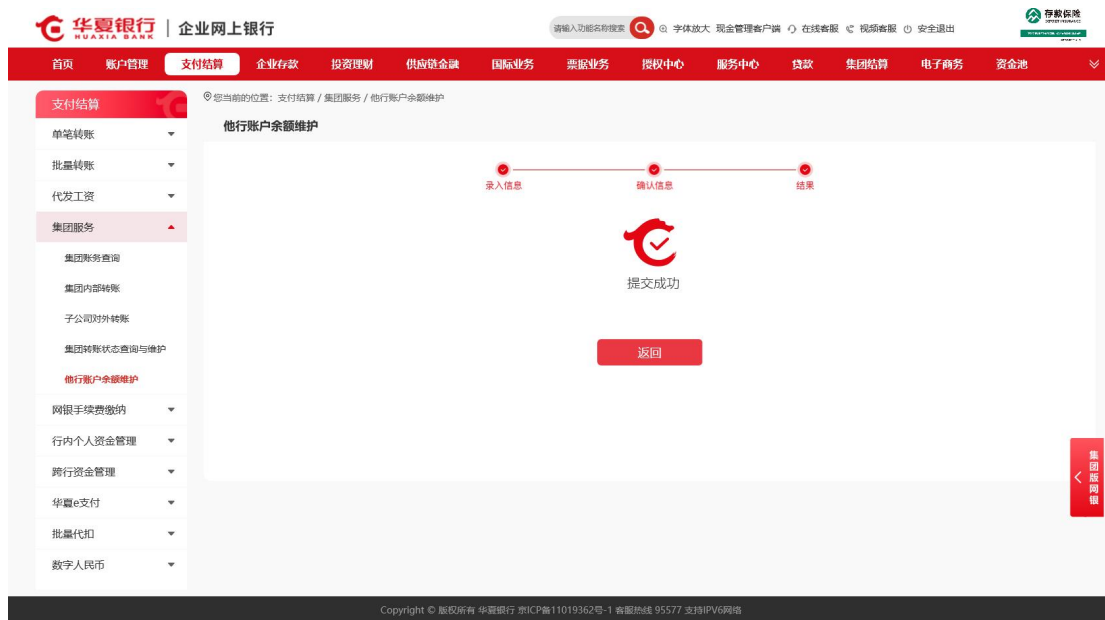 华夏银行 | 企业网上银行
HUAXIA BANK
请输入功能名称搜索
字体放大 现金管理客户端 在线客服 视频客服 安全退出
存款保险
首页 账户管理 支付结算 企业存款 投资理财 供应链金融 国际业务 票据业务 授权中心 服务中心 贷款 集团结算 电子商务 资金池
您当前的位置：支付结算 / 集团服务 / 他行账户余额维护
他行账户余额维护
支付结算
单笔转账
批量转账
代发工资
集团服务
集团账务查询
集团内部转账
子公司对外转账
集团转账状态查询与维护
他行账户余额维护
网银手续费缴纳
行内个人资金管理
跨行资金管理
华夏e支付
批量代扣
数字人民币
录入信息 确认信息 结果
提交成功
返回
集团版网银
Copyright © 版权所有 华夏银行 京ICP备11019362号-1 客服热线 95577 支持IPV6网络